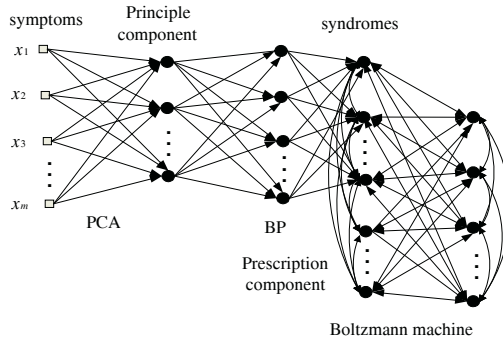 symptoms
Principle
component
syndromes
x1
x2
x3
xm
PCA
BP
Prescription
component
Boltzmann machine